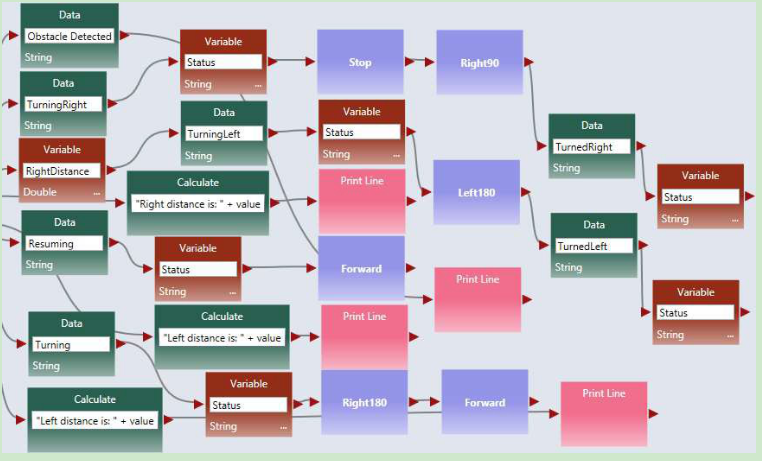 Data
Obstacle Detected
String
Variable
Status
String ...
Stop
Right90
Data
TurningRight
String
Data
TurningLeft
String
Variable
Status
String ...
Data
TurnedRight
String
Variable
RightDistance
Double ...
Calculate
"Right distance is: " + value
Print Line
Left180
Variable
Status
String ...
Data
Resuming
String
Variable
Status
String ...
Forward
Print Line
Data
TurnedLeft
String
Variable
Status
String ...
Data
Turning
String
Calculate
"Left distance is: " + value
Print Line
Calculate
"Left distance is: " + value
Variable
Status
String ...
Right180
Forward
Print Line